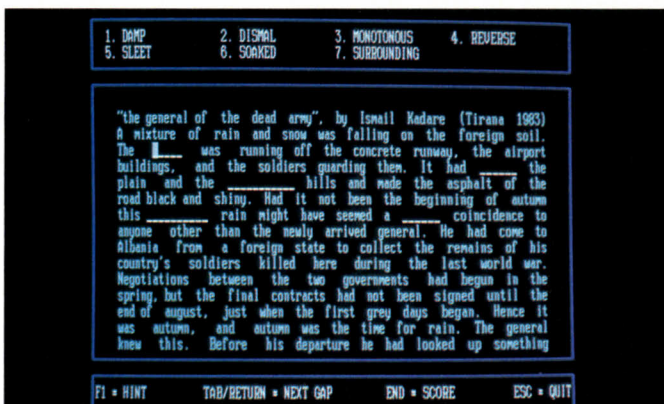 1. DAMP 2. DISMAL 3. MONOTONOUS 4. REVERSE
5. SLEET 6. SOAKED 7. SURROUNDING
"the general of the dead army", by Ismail Kadare (Tirana 1983)
A mixture of rain and snow was falling on the foreign soil.
The ____ was running off the concrete runway, the airport
buildings, and the soldiers guarding them. It had _____ the
plain and the _________ hills and made the asphalt of the
road black and shiny. Had it not been the beginning of autumn
this ________ rain might have seemed a _____ coincidence to
anyone other than the newly arrived general. He had come to
Albania from a foreign state to collect the remains of his
country's soldiers killed here during the last world war.
Negotiations between the two governments had begun in the
spring, but the final contracts had not been signed until the
end of august, just when the first grey days began. Hence it
was autumn, and autumn was the time for rain. The general
knew this. Before his departure he had looked up something
F1 = HINT TAB/RETURN = NEXT GAP END = SCORE ESC = QUIT